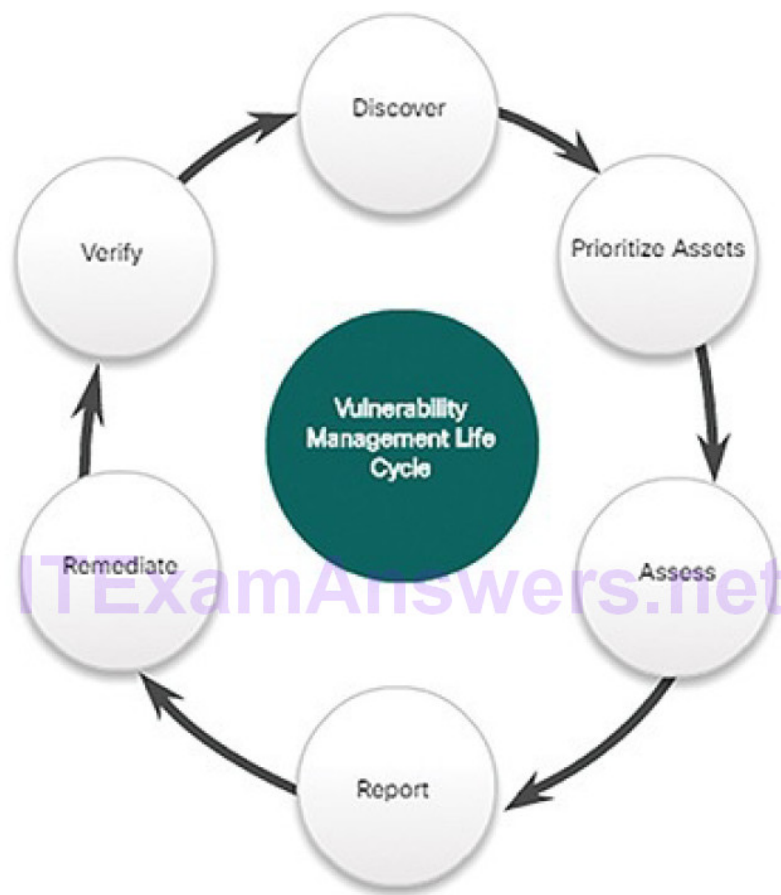 Discover
Prioritize Assets
Verify
Vulnerability
Management Life
Cycle
Remediate
Assess
ITExamAnswers.net
Report